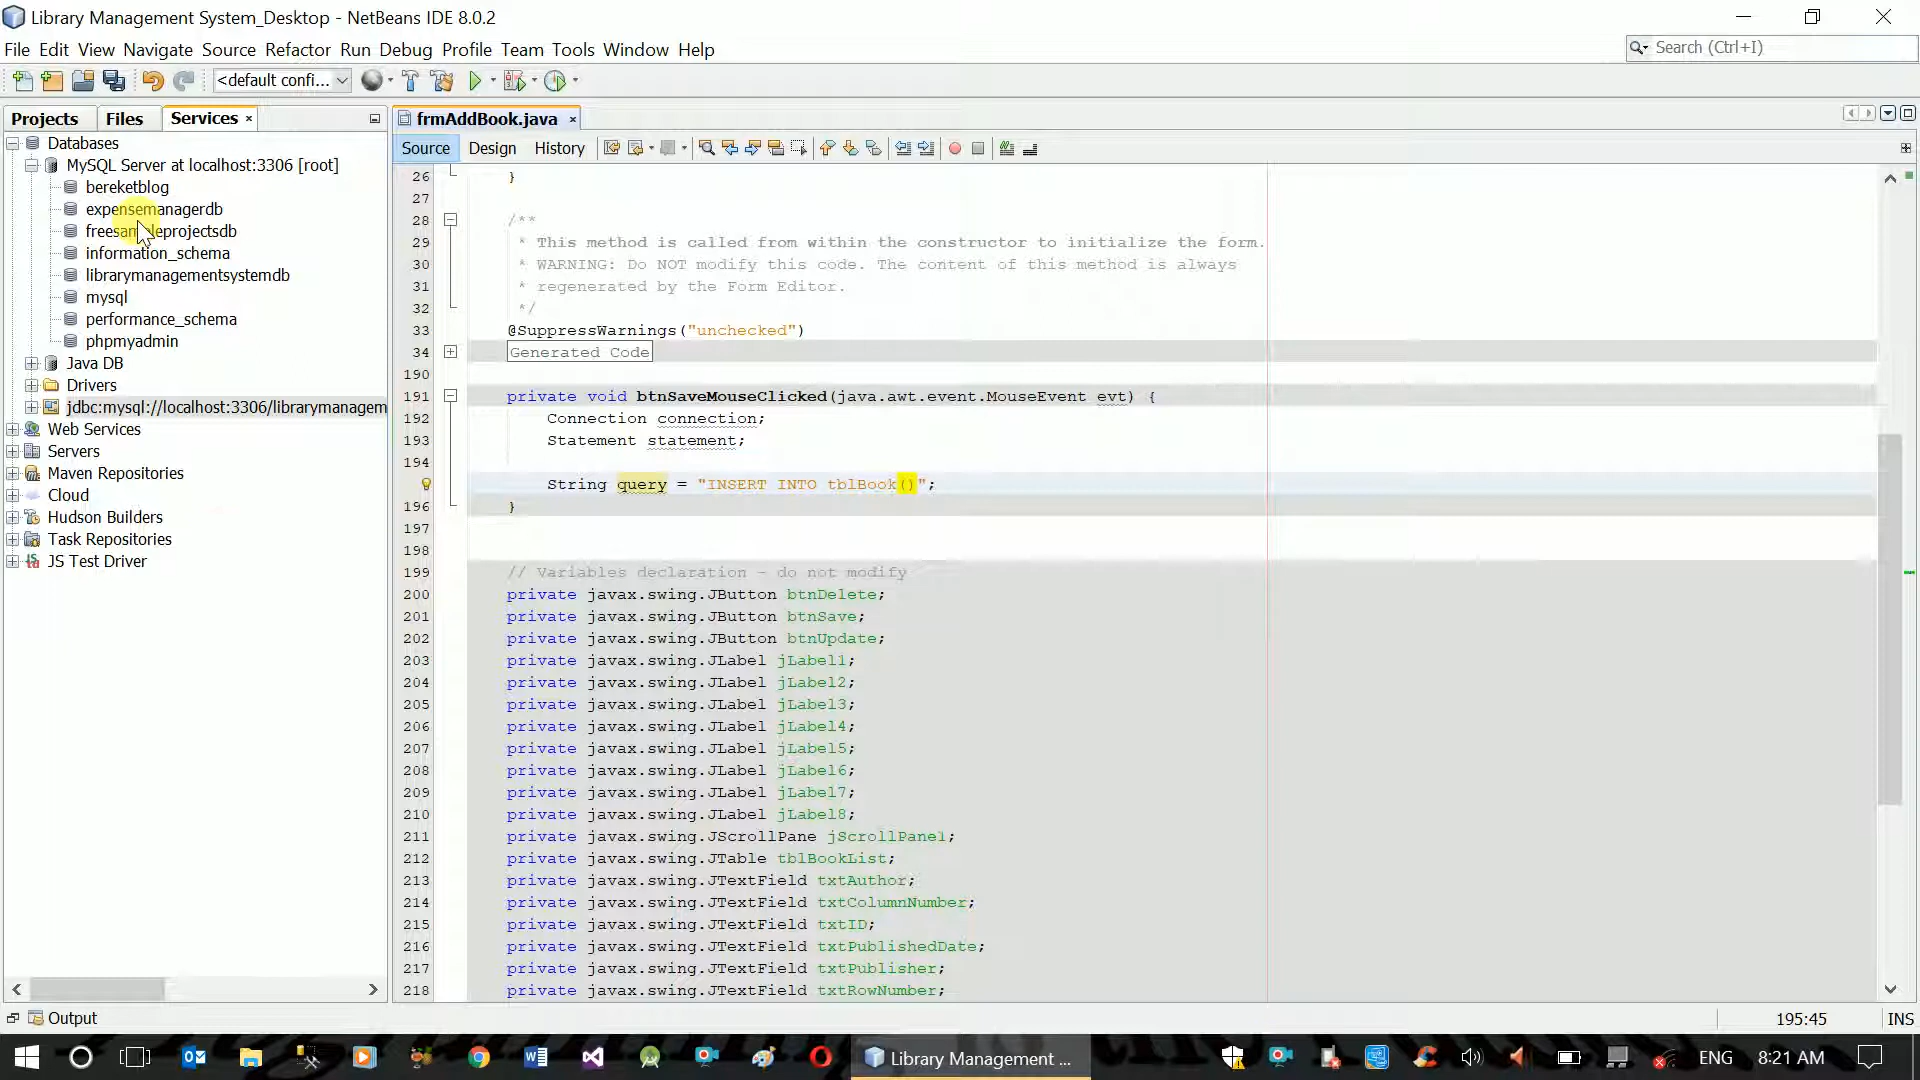 Library Management System_Desktop - NetBeans IDE 8.0.2
File Edit View Navigate Source Refactor Run Debug Profile Team Tools Window Help
Search (Ctrl+I)
<default confi...
Projects Files Services ×
frmAddBook.java ×
Source Design History
Databases
MySQL Server at localhost:3306 [root]
bereketblog
expensemanagerdb
freesampleprojectsdb
information_schema
librarymanagementsystemdb
mysql
performance_schema
phpmyadmin
Java DB
Drivers
jdbc:mysql://localhost:3306/librarymanagem
Web Services
Servers
Maven Repositories
Cloud
Hudson Builders
Task Repositories
JS Test Driver
26 }
27
28 /**
29 * This method is called from within the constructor to initialize the form.
30 * WARNING: Do NOT modify this code. The content of this method is always
31 * regenerated by the Form Editor.
32 */
33 @SuppressWarnings("unchecked")
34 Generated Code
190
191 private void btnSaveMouseClicked(java.awt.event.MouseEvent evt) {
192 Connection connection;
193 Statement statement;
194
String query = "INSERT INTO tblBook()";
196 }
197
198
199 // Variables declaration - do not modify
200 private javax.swing.JButton btnDelete;
201 private javax.swing.JButton btnSave;
202 private javax.swing.JButton btnUpdate;
203 private javax.swing.JLabel jLabel1;
204 private javax.swing.JLabel jLabel2;
205 private javax.swing.JLabel jLabel3;
206 private javax.swing.JLabel jLabel4;
207 private javax.swing.JLabel jLabel5;
208 private javax.swing.JLabel jLabel6;
209 private javax.swing.JLabel jLabel7;
210 private javax.swing.JLabel jLabel8;
211 private javax.swing.JScrollPane jScrollPane1;
212 private javax.swing.JTable tblBookList;
213 private javax.swing.JTextField txtAuthor;
214 private javax.swing.JTextField txtColumnNumber;
215 private javax.swing.JTextField txtID;
216 private javax.swing.JTextField txtPublishedDate;
217 private javax.swing.JTextField txtPublisher;
218 private javax.swing.JTextField txtRowNumber;
Output
195:45 INS
Library Management ...
ENG 8:21 AM